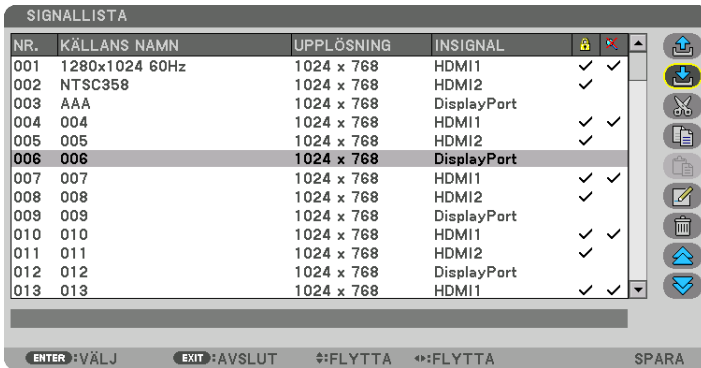 SIGNALLISTA
NR. KÄLLANS NAMN UPPLÖSNING INSIGNAL
001 1280x1024 60Hz 1024 x 768 HDMI1 ✓ ✓
002 NTSC358 1024 x 768 HDMI2 ✓
003 AAA 1024 x 768 DisplayPort
004 004 1024 x 768 HDMI1 ✓ ✓
005 005 1024 x 768 HDMI2 ✓
006 006 1024 x 768 DisplayPort
007 007 1024 x 768 HDMI1 ✓ ✓
008 008 1024 x 768 HDMI2 ✓
009 009 1024 x 768 DisplayPort
010 010 1024 x 768 HDMI1 ✓ ✓
011 011 1024 x 768 HDMI2 ✓
012 012 1024 x 768 DisplayPort
013 013 1024 x 768 HDMI1 ✓ ✓
ENTER :VÄLJ EXIT :AVSLUT :FLYTTA :FLYTTA SPARA